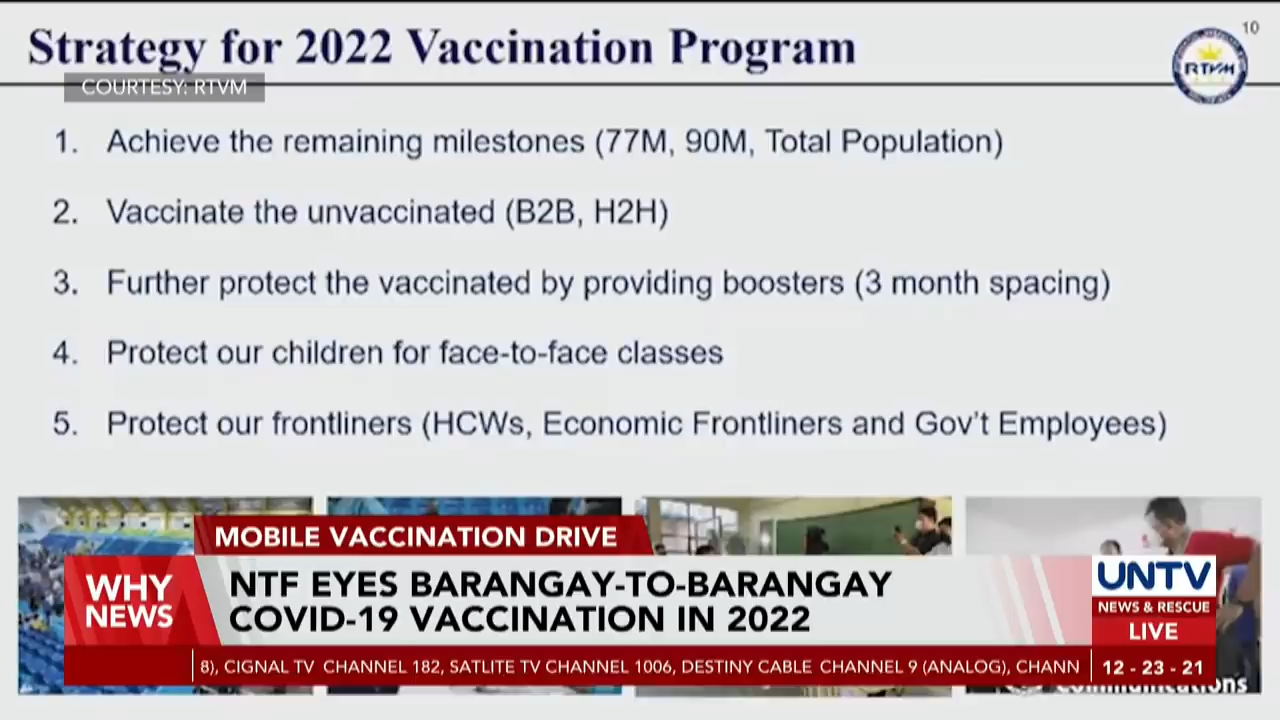 Strategy for 2022 Vaccination Program
10
RTVM
COURTESY: RTVM
1. Achieve the remaining milestones (77M, 90M, Total Population)
2. Vaccinate the unvaccinated (B2B, H2H)
3. Further protect the vaccinated by providing boosters (3 month spacing)
4. Protect our children for face-to-face classes
5. Protect our frontliners (HCWs, Economic Frontliners and Gov't Employees)
MOBILE VACCINATION DRIVE
WHY NEWS
NTF EYES BARANGAY-TO-BARANGAY
COVID-19 VACCINATION IN 2022
UNTV
NEWS & RESCUE
LIVE
8), CIGNAL TV CHANNEL 182, SATLITE TV CHANNEL 1006, DESTINY CABLE CHANNEL 9 (ANALOG), CHANN
12 - 23 - 21
Communications